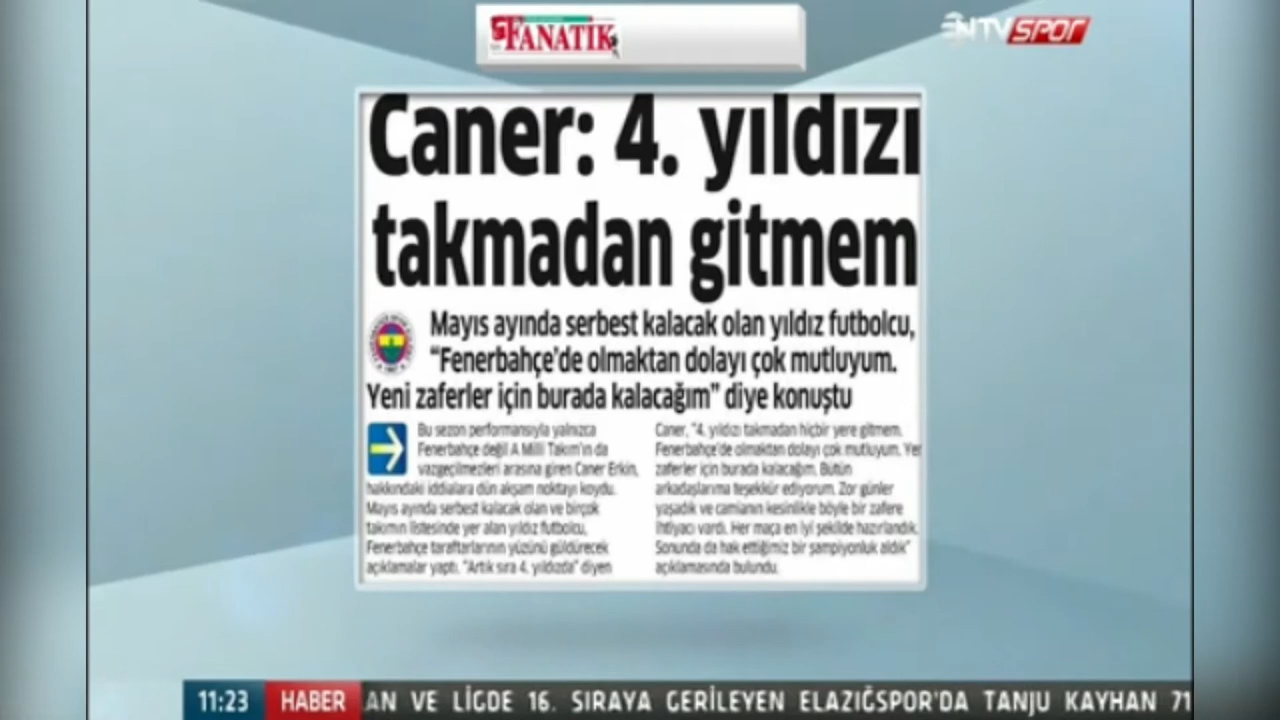 FANATİK
NTVSPOR
Caner: 4. yıldızı
takmadan gitmem
Mayıs ayında serbest kalacak olan yıldız futbolcu,
“Fenerbahçe'de olmaktan dolayı çok mutluyum.
Yeni zaferler için burada kalacağım” diye konuştu
Bu sezon performansıyla yalnızca
Fenerbahçe değil A Milli Takım'ın da
vazgeçilmezleri arasına giren Caner Erkin,
hakkındaki iddialara dün akşam noktayı koydu.
Mayıs ayında serbest kalacak olan ve birçok
takımın listesinde yer alan yıldız futbolcu,
Fenerbahçe taraftarlarının yüzünü güldürecek
açıklamalar yaptı. “Artık sıra 4. yıldızda” diyen
Caner, “4. yıldızı takmadan hiçbir yere gitmem.
Fenerbahçe'de olmaktan dolayı çok mutluyum. Yer
zaferler için burada kalacağım. Bütün
arkadaşlarıma teşekkür ediyorum. Zor günler
yaşadık ve camianın kesinlikle böyle bir zafere
ihtiyacı vardı. Her maça en iyi şekilde hazırlandık.
Sonunda da hak ettiğimiz bir şampiyonluk aldık”
açıklamasında bulundu.
11:23 HABER AN VE LİGDE 16. SIRAYA GERİLEYEN ELAZIĞSPOR'DA TANJU KAYHAN 71